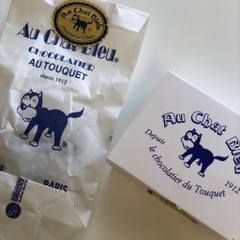 Au Chat Bleu
Au Chat Bleu®
CHOCOLATIER
AU TOUQUET
depuis 1912
PARIS
Au Chat Bleu
Depuis
1912
le chocolatier du Touquet